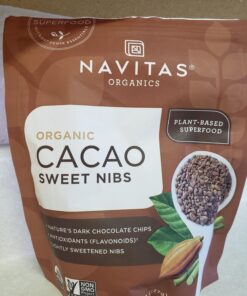 SUPERFOOD
NAVITAS®
ORGANICS
PLANT-BASED
SUPERFOOD
ORGANIC
CACAO
SWEET NIBS
NATURE'S DARK CHOCOLATE CHIPS
ANTIOXIDANTS (FLAVONOIDS)
LIGHTLY SWEETENED NIBS
NON
GMO